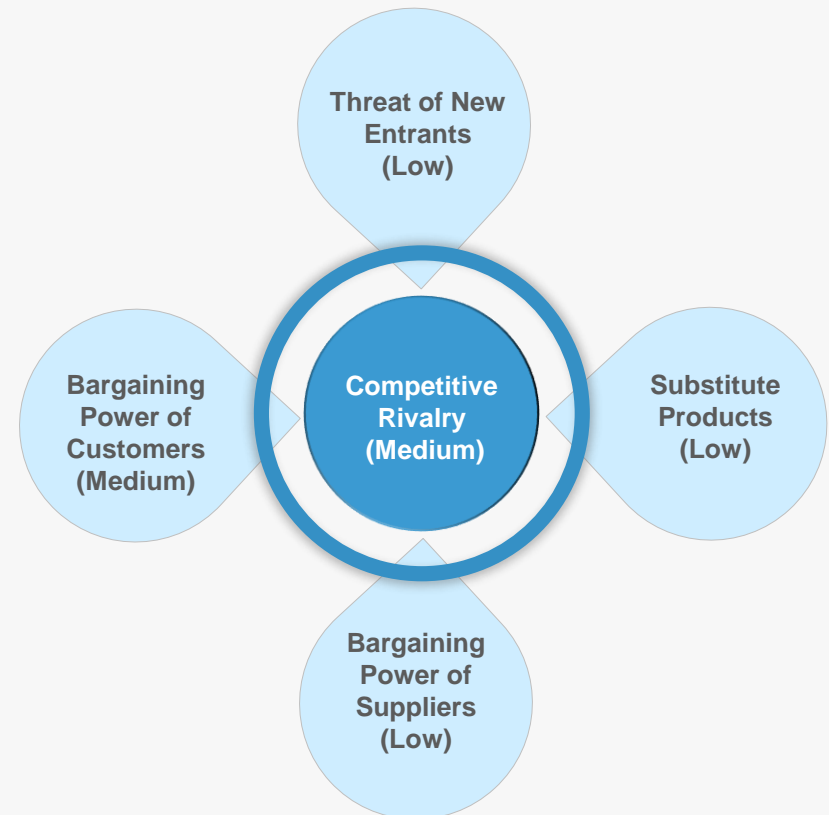 Threat of New
Entrants
(Low)
Bargaining
Power of
Customers
(Medium)
Competitive
Rivalry
(Medium)
Substitute
Products
(Low)
Bargaining
Power of
Suppliers
(Low)